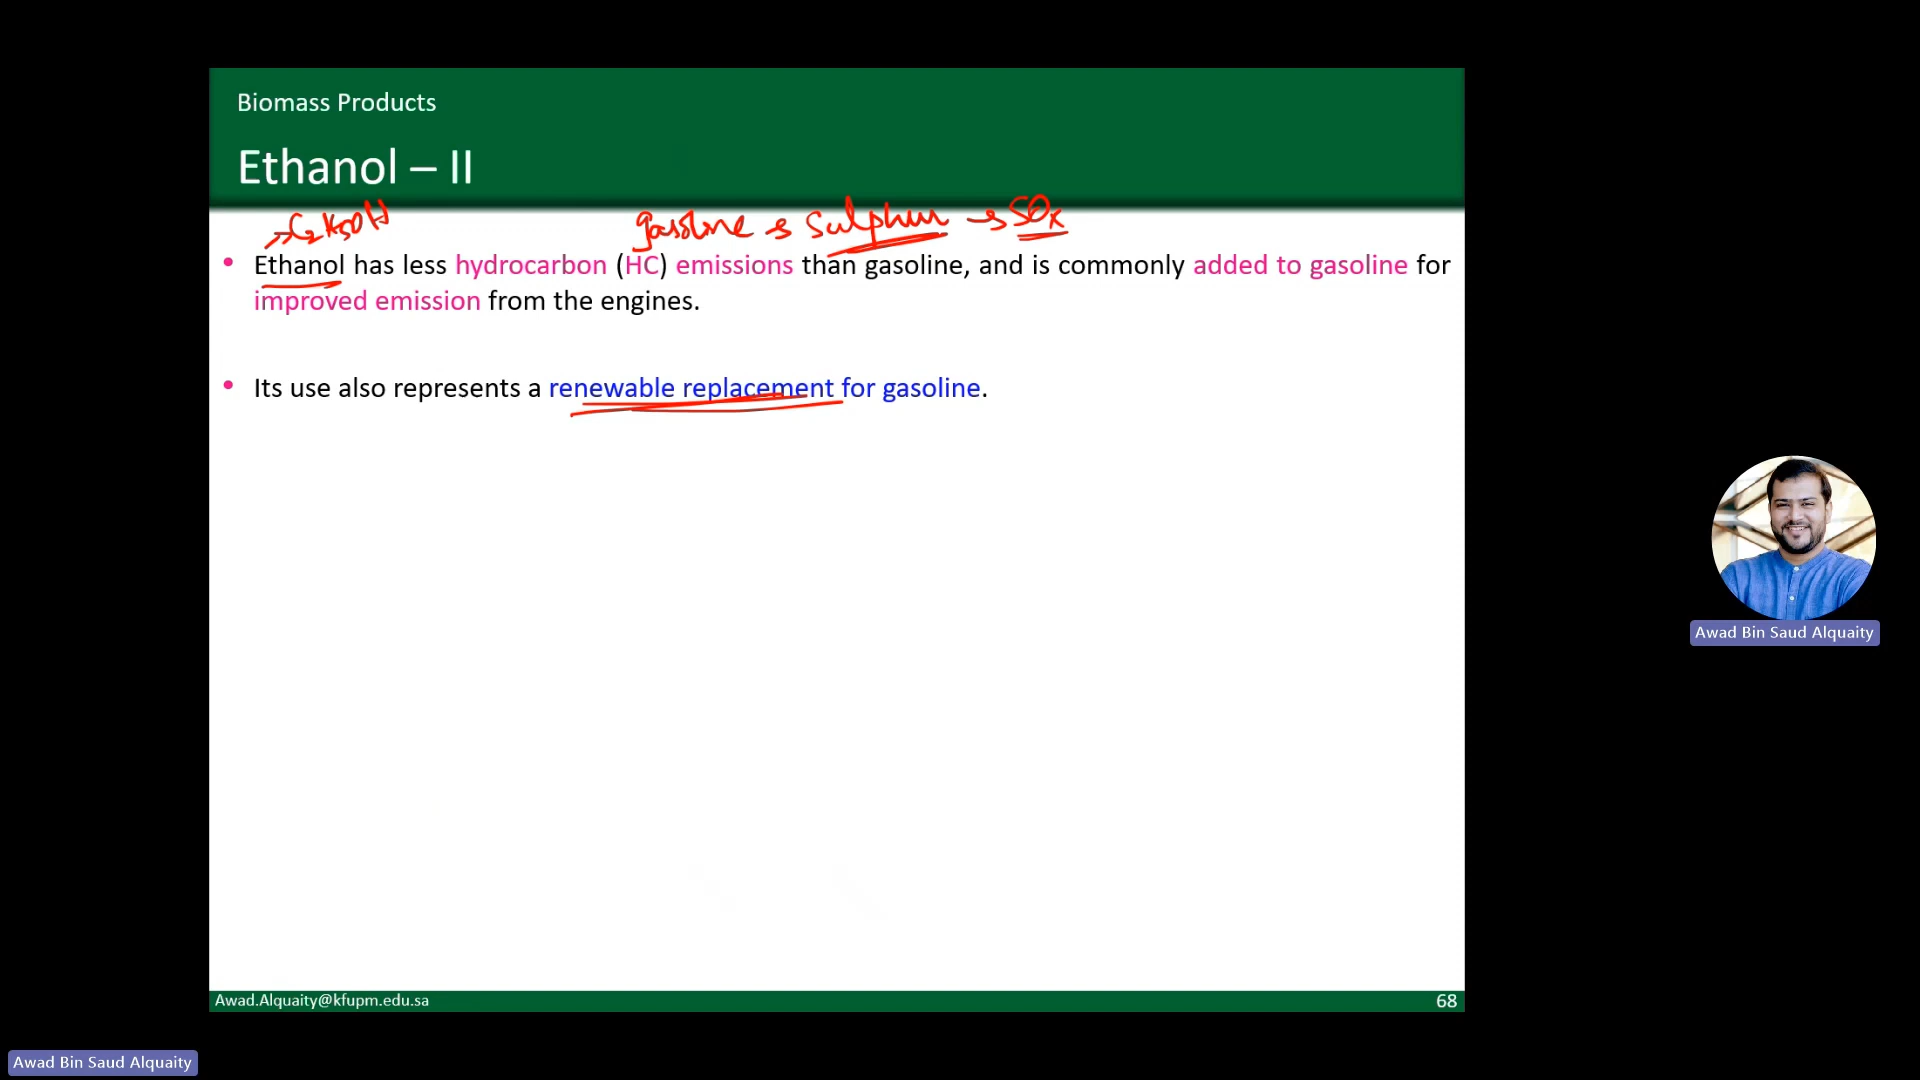 Biomass Products
Ethanol – II
→ C₂H₅OH
gasoline → Sulphur → SOx
• Ethanol has less hydrocarbon (HC) emissions than gasoline, and is commonly added to gasoline for
improved emission from the engines.
• Its use also represents a renewable replacement for gasoline.
Awad Bin Saud Alquaity
Awad.Alquaity@kfupm.edu.sa
68
Awad Bin Saud Alquaity